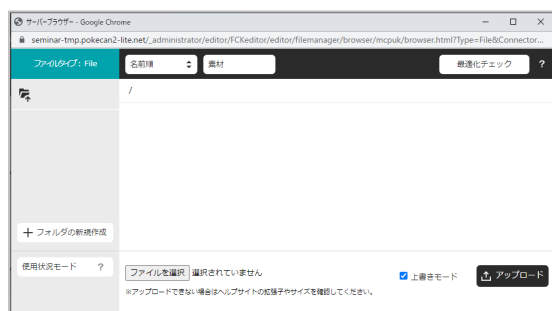 サーバーブラウザー - Google Chrome
seminar-tmp.pokecan2-lite.net/_administrator/editor/FCKeditor/editor/filemanager/browser/mcpuk/browser.html?Type=File&Connector...
ファイルタイプ : File
名前順
素材
最適化チェック
?
/
+ フォルダの新規作成
使用状況モード ?
ファイルを選択 選択されていません
上書きモード
アップロード
※アップロードできない場合はヘルプサイトの拡張子やサイズを確認してください。